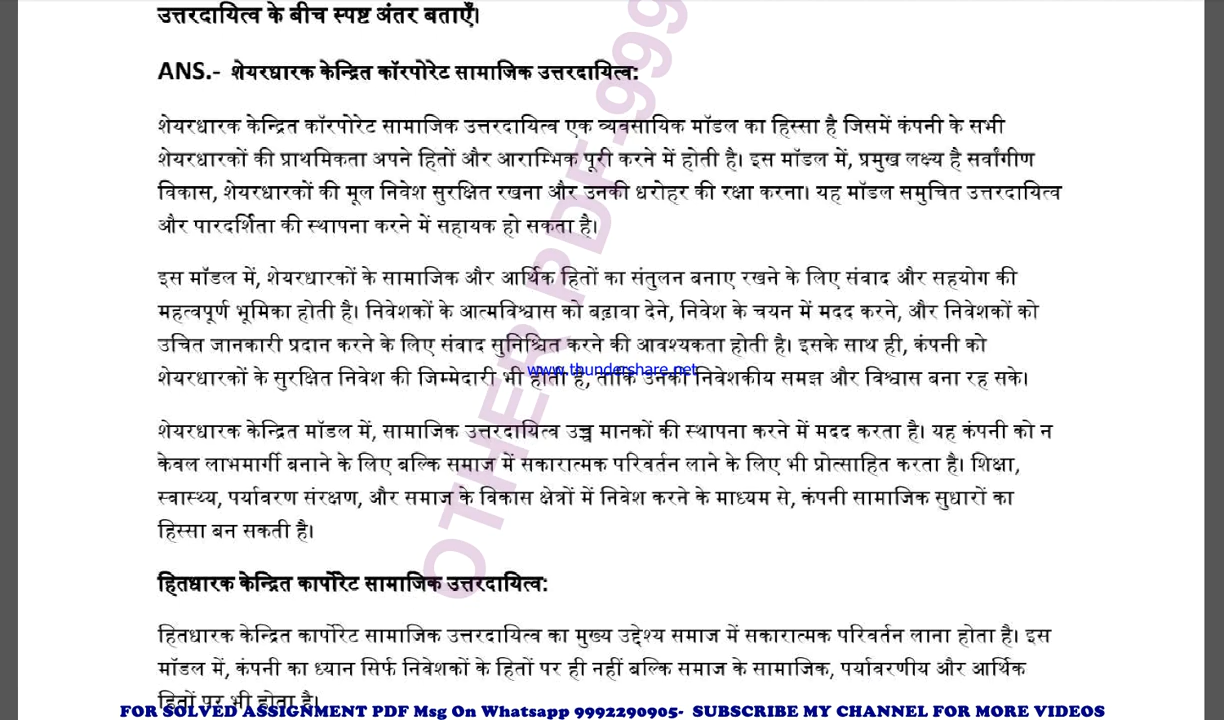 उत्तरदायित्व के बीच स्पष्ट अंतर बताएँ।
ANS.- शेयरधारक केन्द्रित कॉरपोरेट सामाजिक उत्तरदायित्व:
शेयरधारक केन्द्रित कॉरपोरेट सामाजिक उत्तरदायित्व एक व्यवसायिक मॉडल का हिस्सा है जिसमें कंपनी के सभी
शेयरधारकों की प्राथमिकता अपने हितों और आराम्भिक पूरी करने में होती है। इस मॉडल में, प्रमुख लक्ष्य है सर्वांगीण
विकास, शेयरधारकों की मूल निवेश सुरक्षित रखना और उनकी धरोहर की रक्षा करना। यह मॉडल समुचित उत्तरदायित्व
और पारदर्शिता की स्थापना करने में सहायक हो सकता है।
इस मॉडल में, शेयरधारकों के सामाजिक और आर्थिक हितों का संतुलन बनाए रखने के लिए संवाद और सहयोग की
महत्वपूर्ण भूमिका होती है। निवेशकों के आत्मविश्वास को बढ़ावा देने, निवेश के चयन में मदद करने, और निवेशकों को
उचित जानकारी प्रदान करने के लिए संवाद सुनिश्चित करने की आवश्यकता होती है। इसके साथ ही, कंपनी को
शेयरधारकों के सुरक्षित निवेश की जिम्मेदारी भी होती है, ताकि उनकी निवेशकीय समझ और विश्वास बना रह सके।
www.thundershare.net
शेयरधारक केन्द्रित मॉडल में, सामाजिक उत्तरदायित्व उच्च मानकों की स्थापना करने में मदद करता है। यह कंपनी को न
केवल लाभमार्गी बनाने के लिए बल्कि समाज में सकारात्मक परिवर्तन लाने के लिए भी प्रोत्साहित करता है। शिक्षा,
स्वास्थ्य, पर्यावरण संरक्षण, और समाज के विकास क्षेत्रों में निवेश करने के माध्यम से, कंपनी सामाजिक सुधारों का
हिस्सा बन सकती है।
हितधारक केन्द्रित कार्पोरेट सामाजिक उत्तरदायित्व:
हितधारक केन्द्रित कार्पोरेट सामाजिक उत्तरदायित्व का मुख्य उद्देश्य समाज में सकारात्मक परिवर्तन लाना होता है। इस
मॉडल में, कंपनी का ध्यान सिर्फ निवेशकों के हितों पर ही नहीं बल्कि समाज के सामाजिक, पर्यावरणीय और आर्थिक
हितों पर भी होता है।
OTHER PDF-999
FOR SOLVED ASSIGNMENT PDF Msg On Whatsapp 9992290905- SUBSCRIBE MY CHANNEL FOR MORE VIDEOS